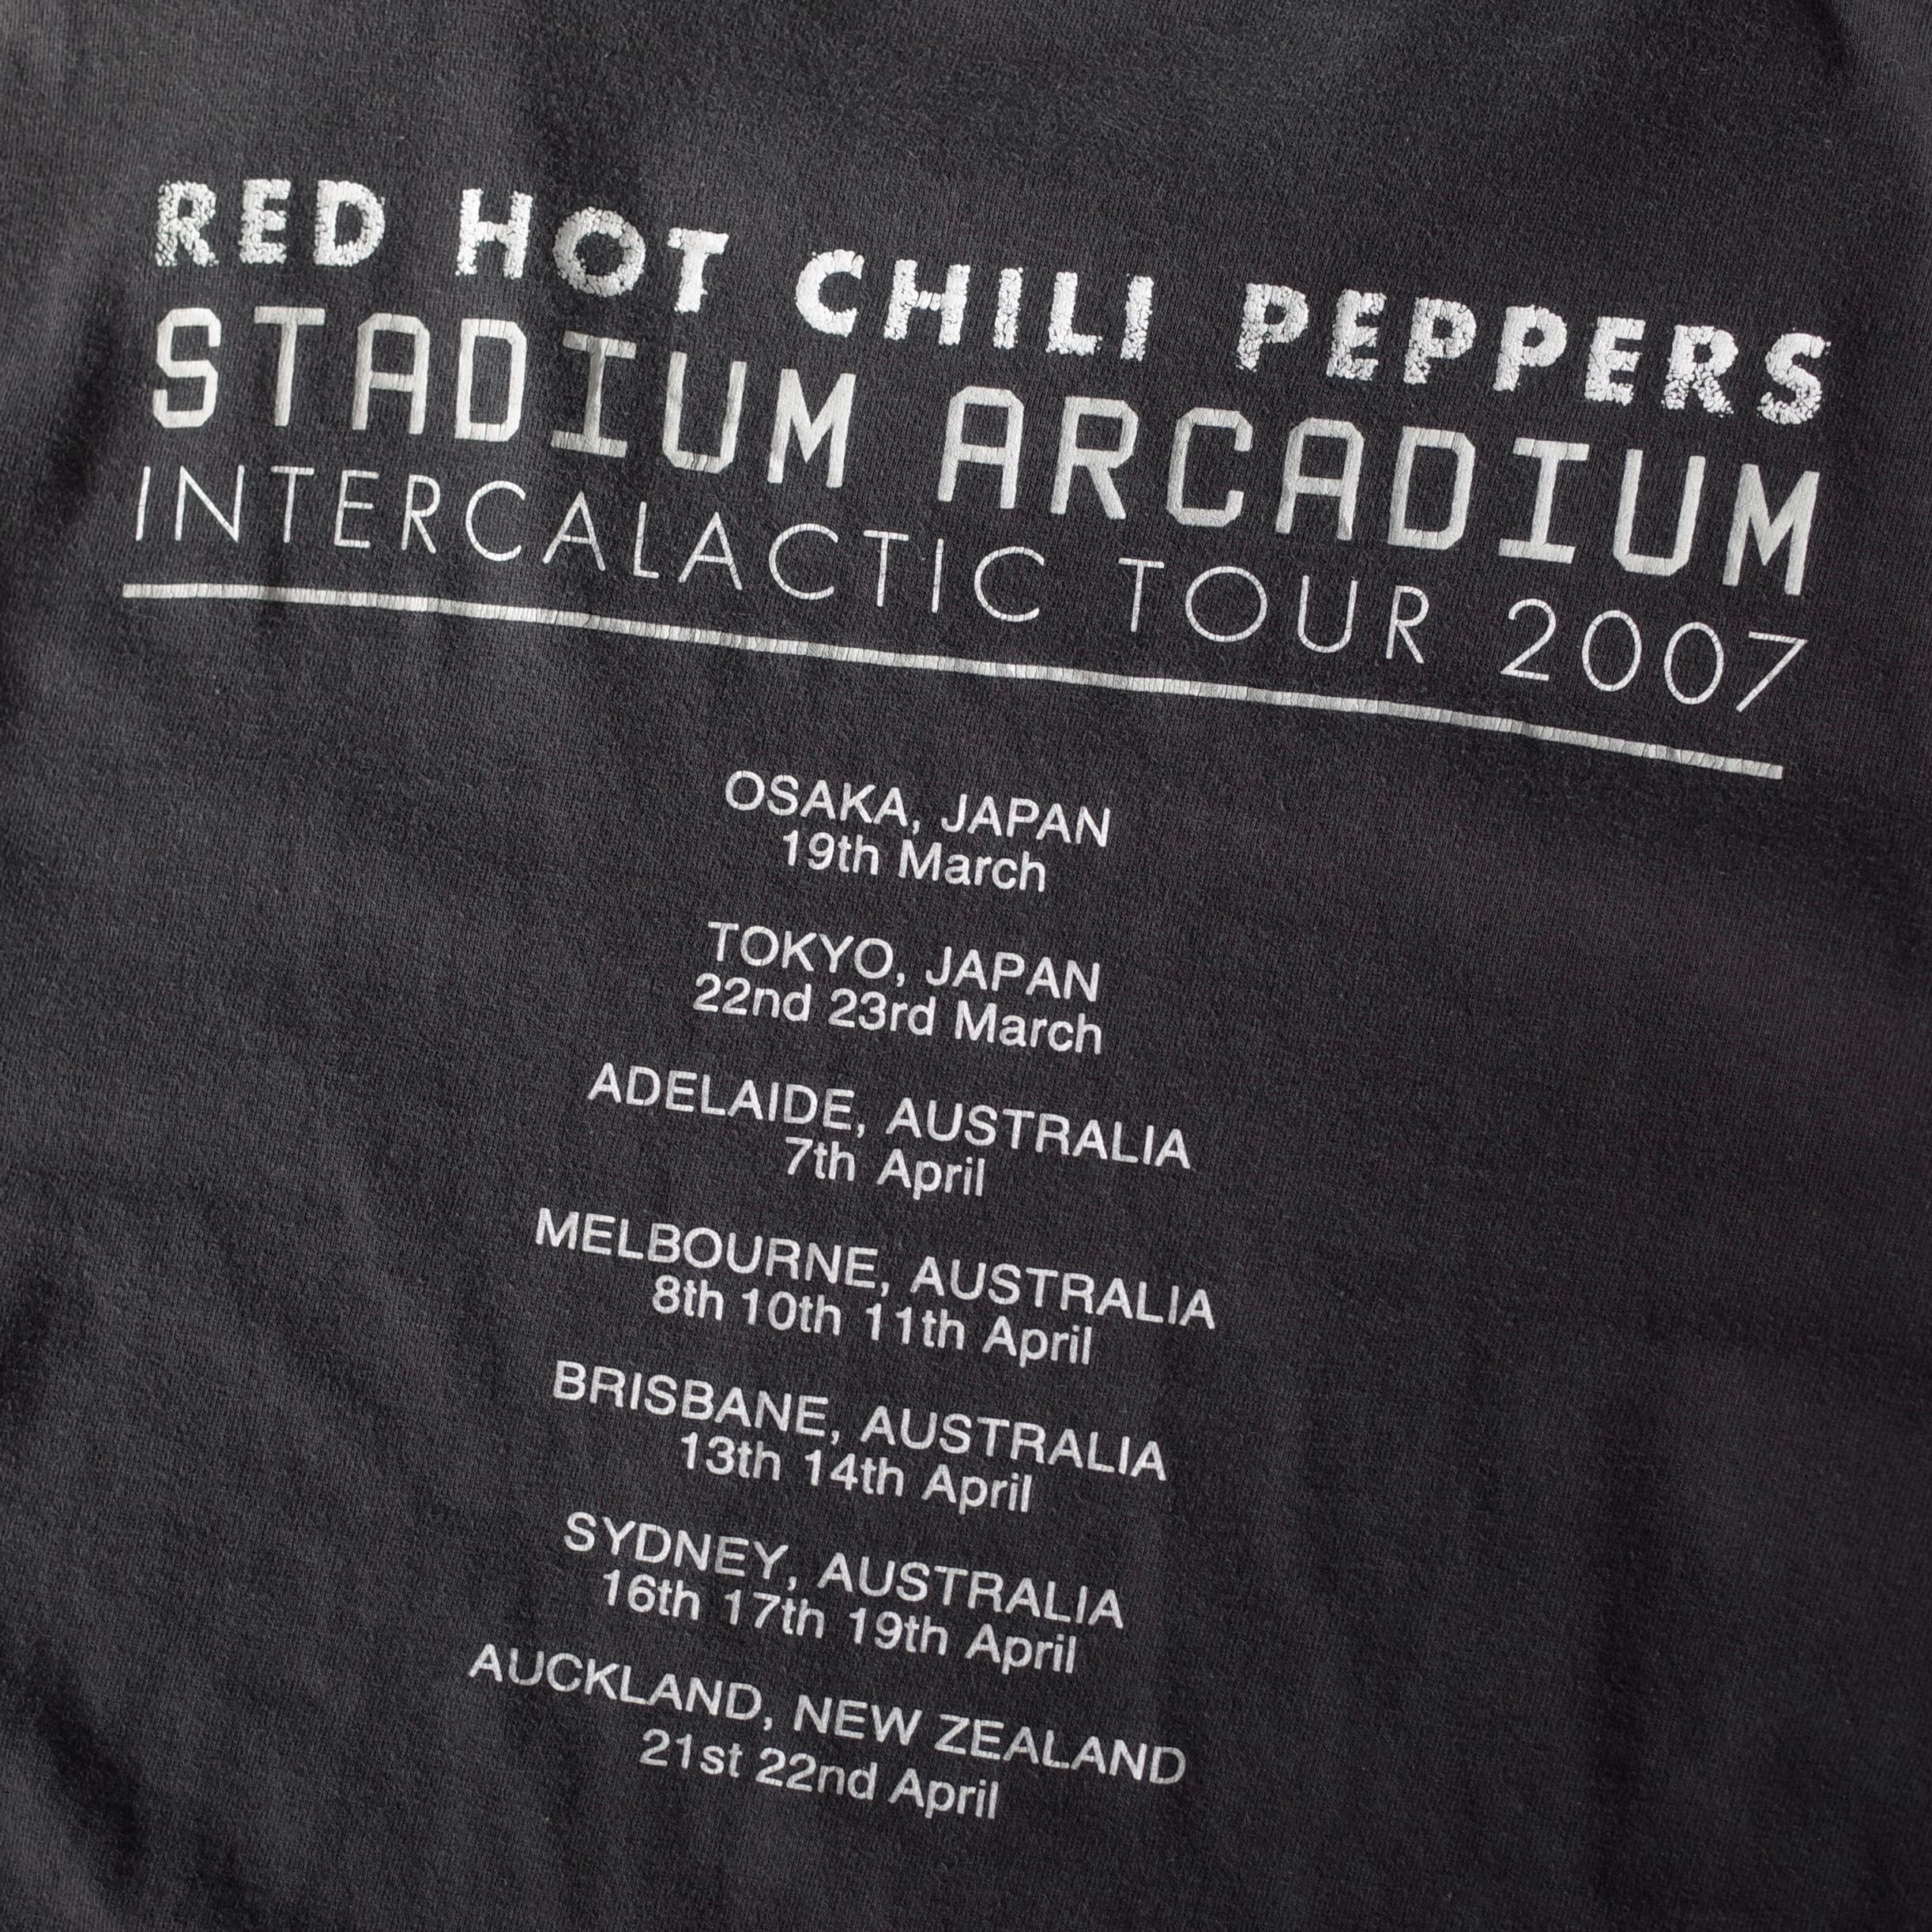 RED HOT CHILI PEPPERS
STADIUM ARCADIUM
INTERCALACTIC TOUR 2007
OSAKA, JAPAN
19th March
TOKYO, JAPAN
22nd 23rd March
ADELAIDE, AUSTRALIA
7th April
MELBOURNE, AUSTRALIA
8th 10th 11th April
BRISBANE, AUSTRALIA
13th 14th April
SYDNEY, AUSTRALIA
16th 17th 19th April
AUCKLAND, NEW ZEALAND
21st 22nd April